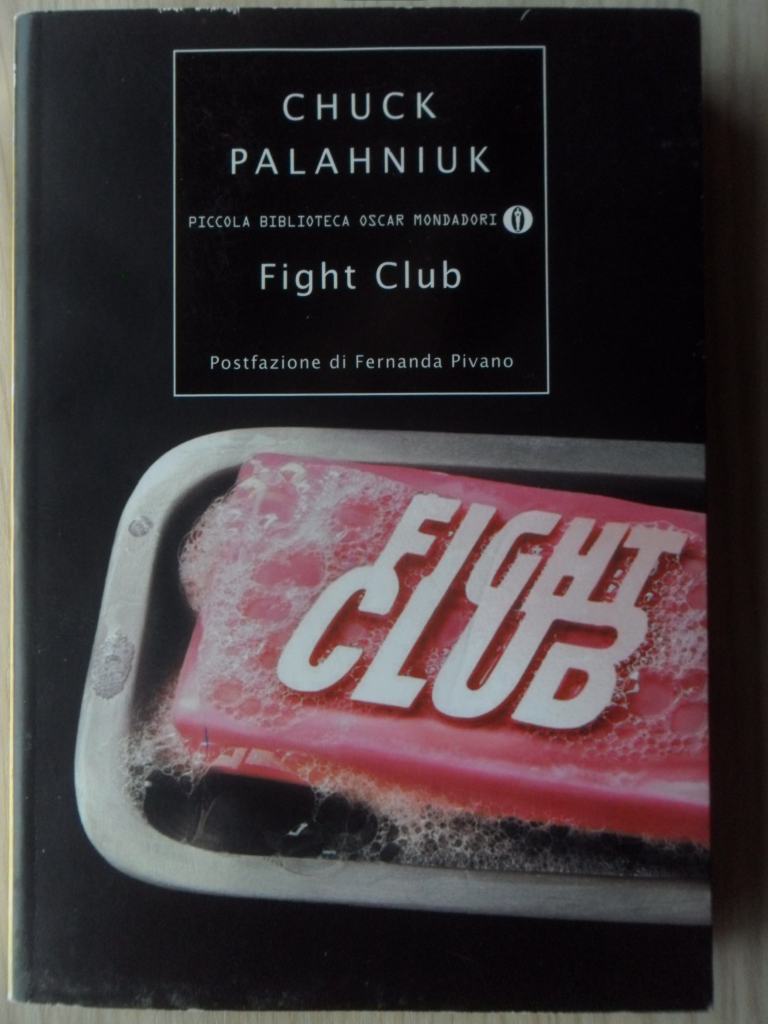 CHUCK
PALAHNIUK
PICCOLA BIBLIOTECA OSCAR MONDADORI
Fight Club
Postfazione di Fernanda Pivano
FIGHT
CLUB